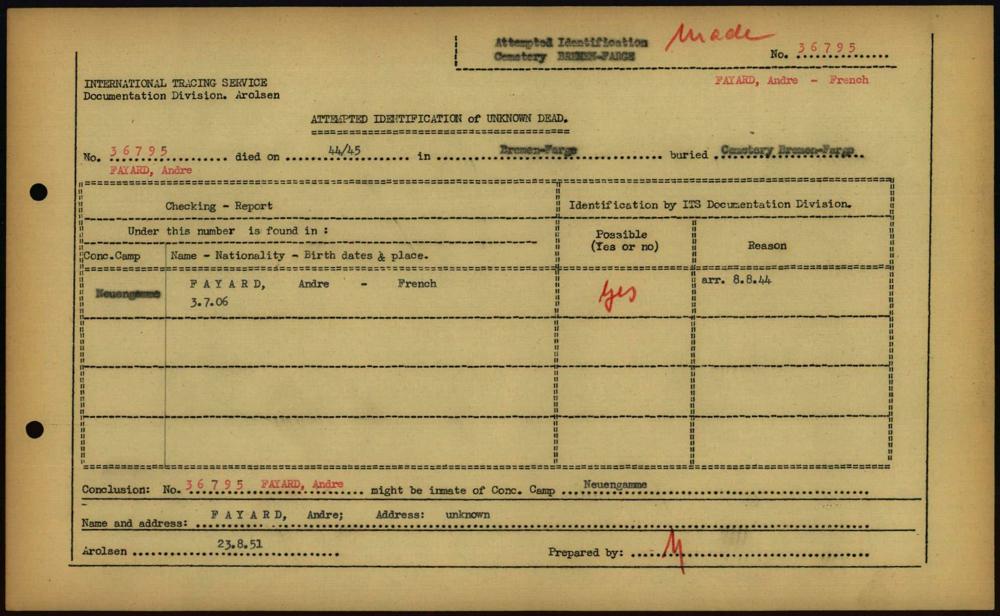 Attempted Identification
Cemetery BREMEN-FARGE
Made
No. 36795
FAYARD, Andre - French
INTERNATIONAL TRACING SERVICE
Documentation Division. Arolsen
ATTEMPTED IDENTIFICATION of UNKNOWN DEAD.
No. 36795 died on 44/45 in Bremen-Farge buried Cemetery Bremen-Farge
FAYARD, Andre
Checking - Report
Identification by ITS Documentation Division.
Under this number is found in :
Possible
(Yes or no)
Reason
Conc.Camp
Name - Nationality - Birth dates & place.
Neuengamme
FAYARD, Andre - French
3.7.06
yes
arr. 8.8.44
Conclusion: No. 36795 FAYARD, Andre might be inmate of Conc. Camp Neuengamme
Name and address: FAYARD, Andre; Address: unknown
Arolsen 23.8.51
Prepared by: